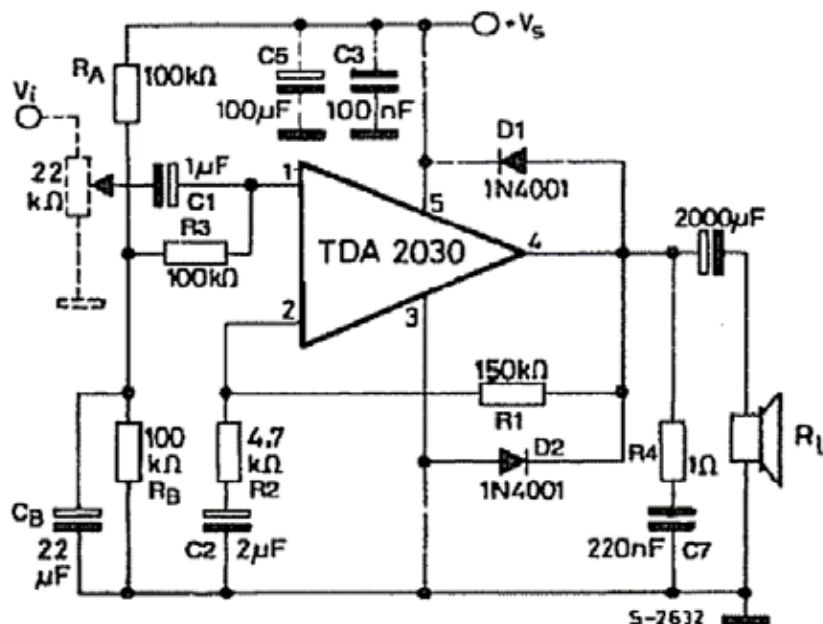 +Vs
RA
100kΩ
C5
100µF
C3
100 nF
Vi
22
kΩ
1µF
C1
R3
100kΩ
1
2
TDA 2030
5
4
3
D1
1N4001
2000µF
150kΩ
R1
D2
1N4001
R4
1Ω
RL
100
kΩ
RB
4.7
kΩ
R2
CB
22
µF
C2
2µF
220nF
C7
S-2632